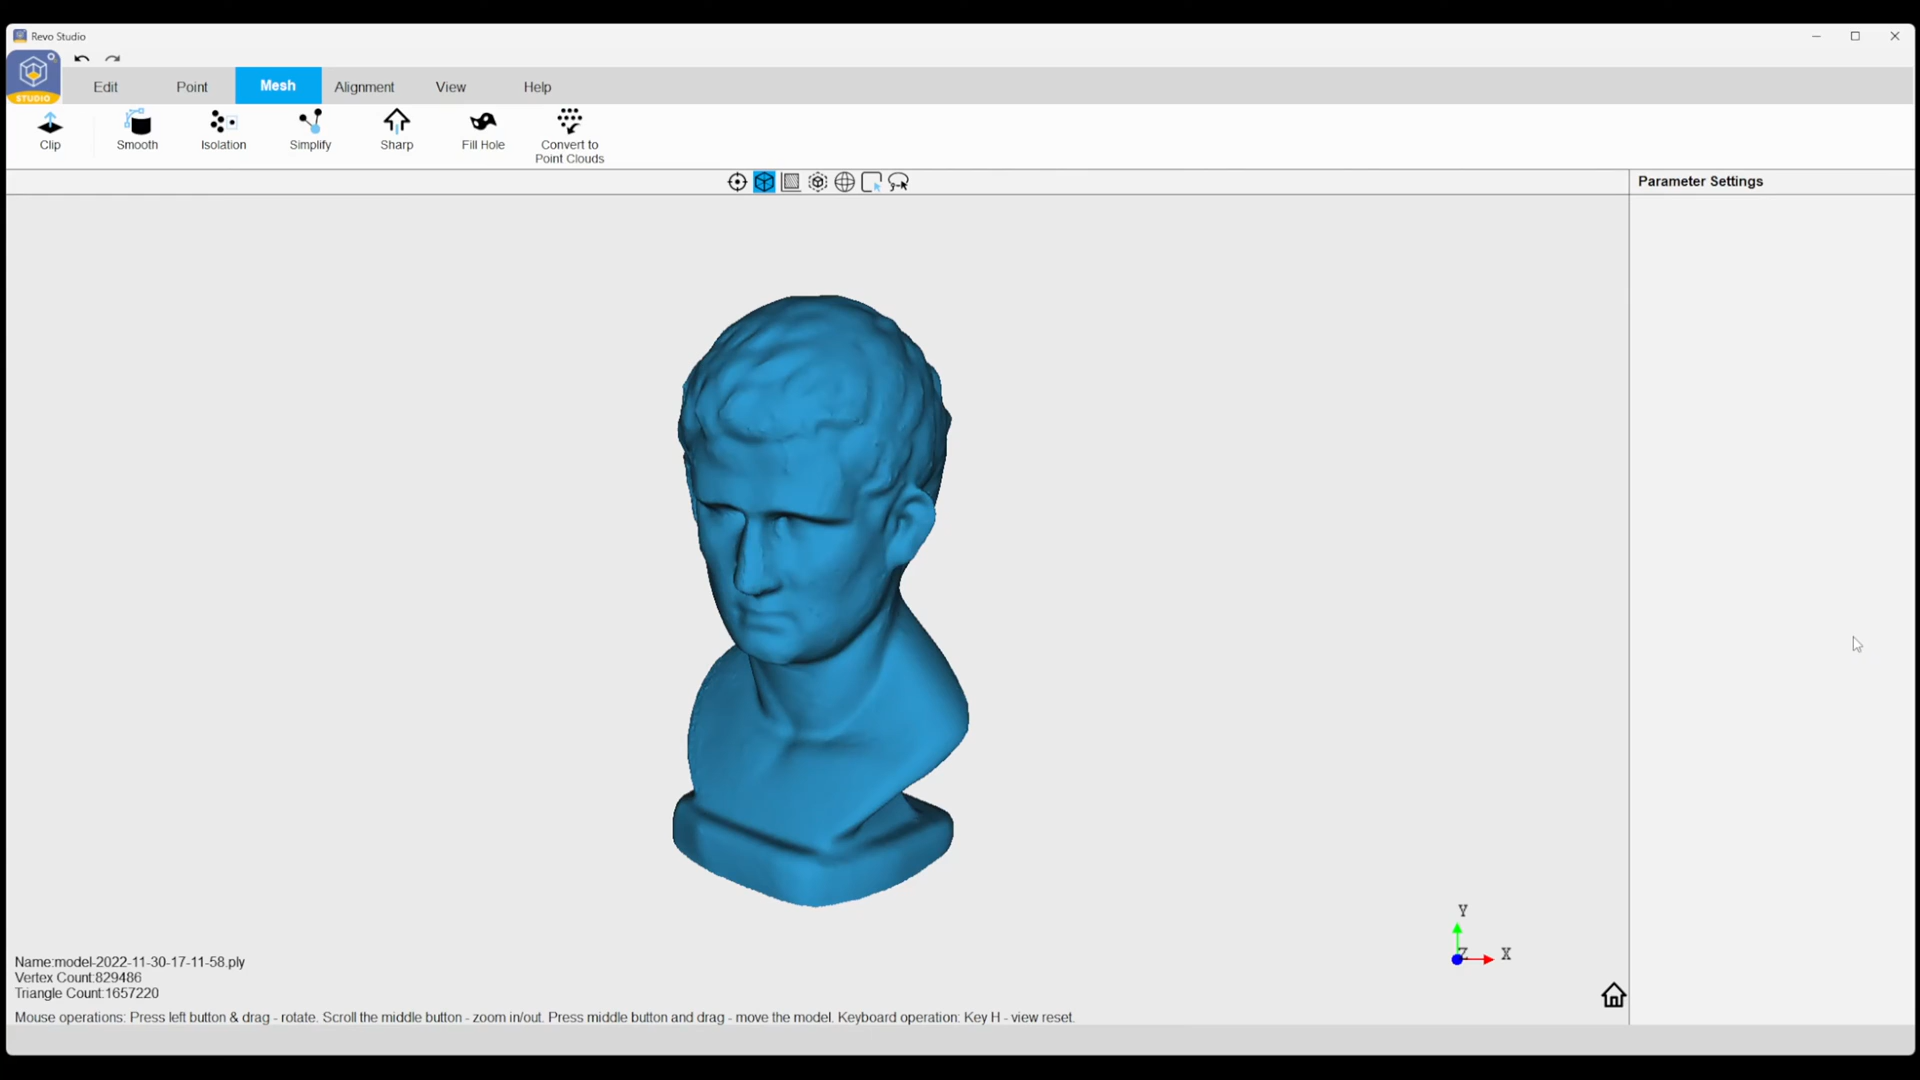 Revo Studio
STUDIO
Edit Point Mesh Alignment View Help
Clip Smooth Isolation Simplify Sharp Fill Hole Convert to
Point Clouds
Parameter Settings
Y
Z X
Name:model-2022-11-30-17-11-58.ply
Vertex Count:829486
Triangle Count:1657220
Mouse operations: Press left button & drag - rotate. Scroll the middle button - zoom in/out. Press middle button and drag - move the model. Keyboard operation: Key H - view reset.